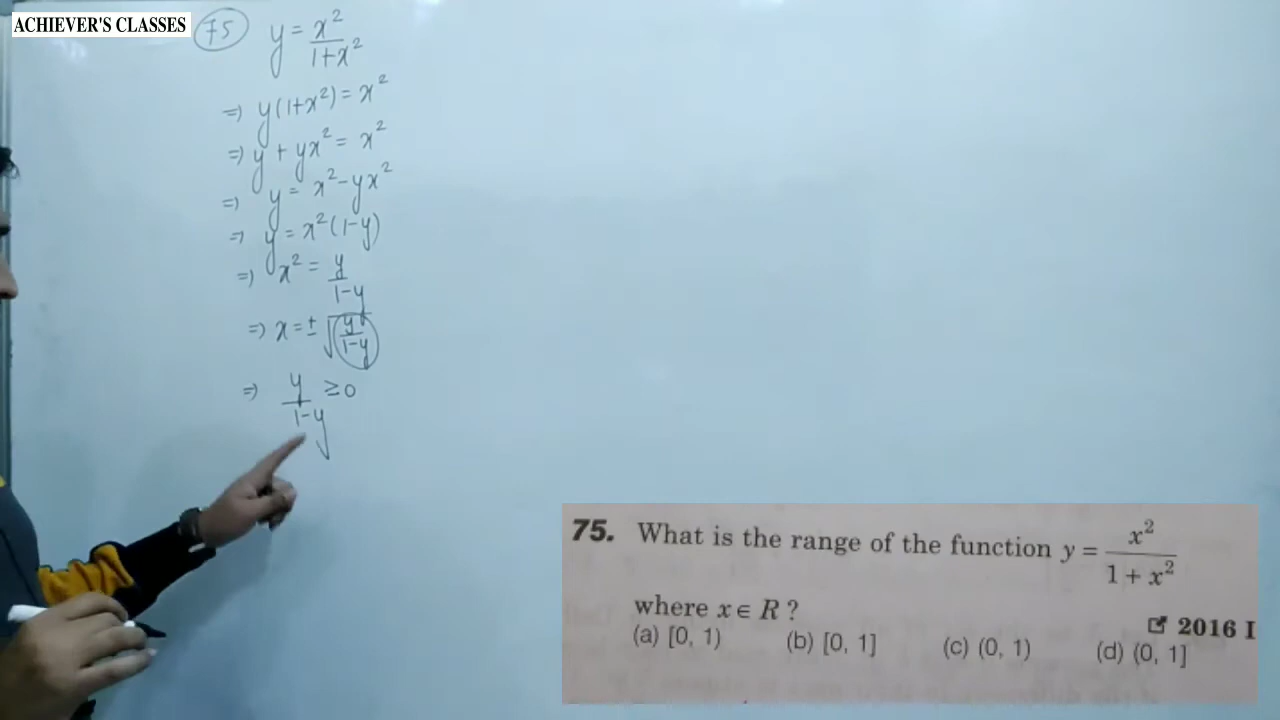 ACHIEVER'S CLASSES
75 y = x²/1+x²
⇒ y(1+x²) = x²
⇒ y + yx² = x²
⇒ y = x² - yx²
⇒ y = x²(1-y)
⇒ x² = y/1-y
⇒ x = ± √y/1-y
⇒ y/1-y ≥ 0
75. What is the range of the function y = x²/1 + x²
where x ∈ R ?
2016 I
(a) [0, 1) (b) [0, 1] (c) (0, 1) (d) (0, 1]